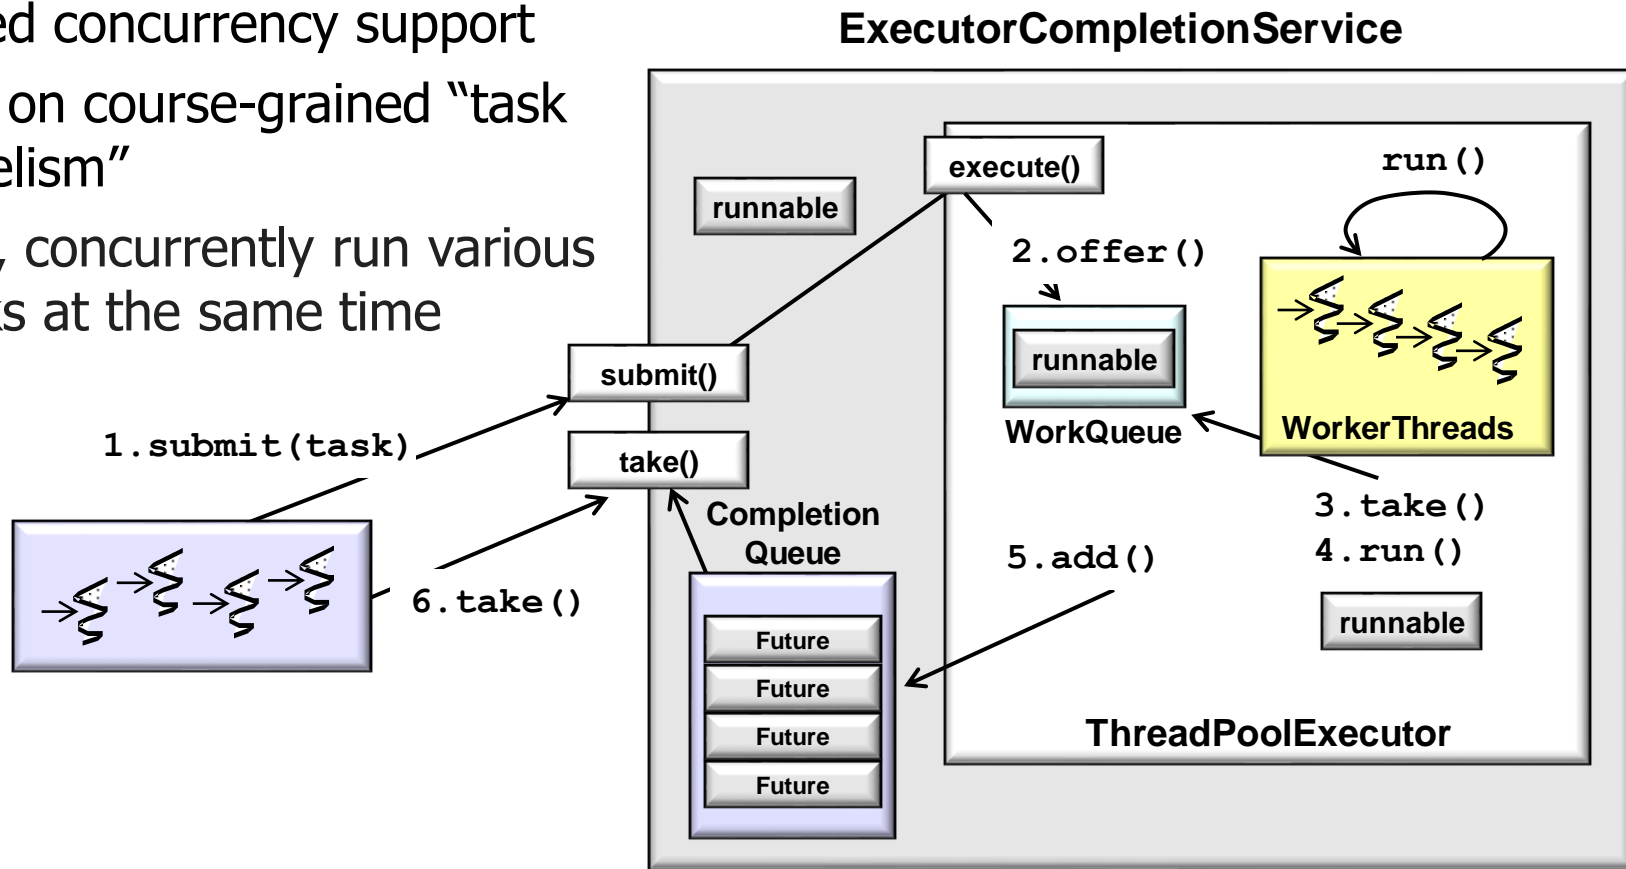 ed concurrency support
on course-grained “task
elism”
, concurrently run various
ks at the same time
ExecutorCompletionService
execute()
run()
runnable
2.offer()
runnable
WorkQueue
WorkerThreads
submit()
1.submit(task)
take()
3.take()
4.run()
Completion
Queue
5.add()
6.take()
runnable
Future
Future
Future
Future
ThreadPoolExecutor